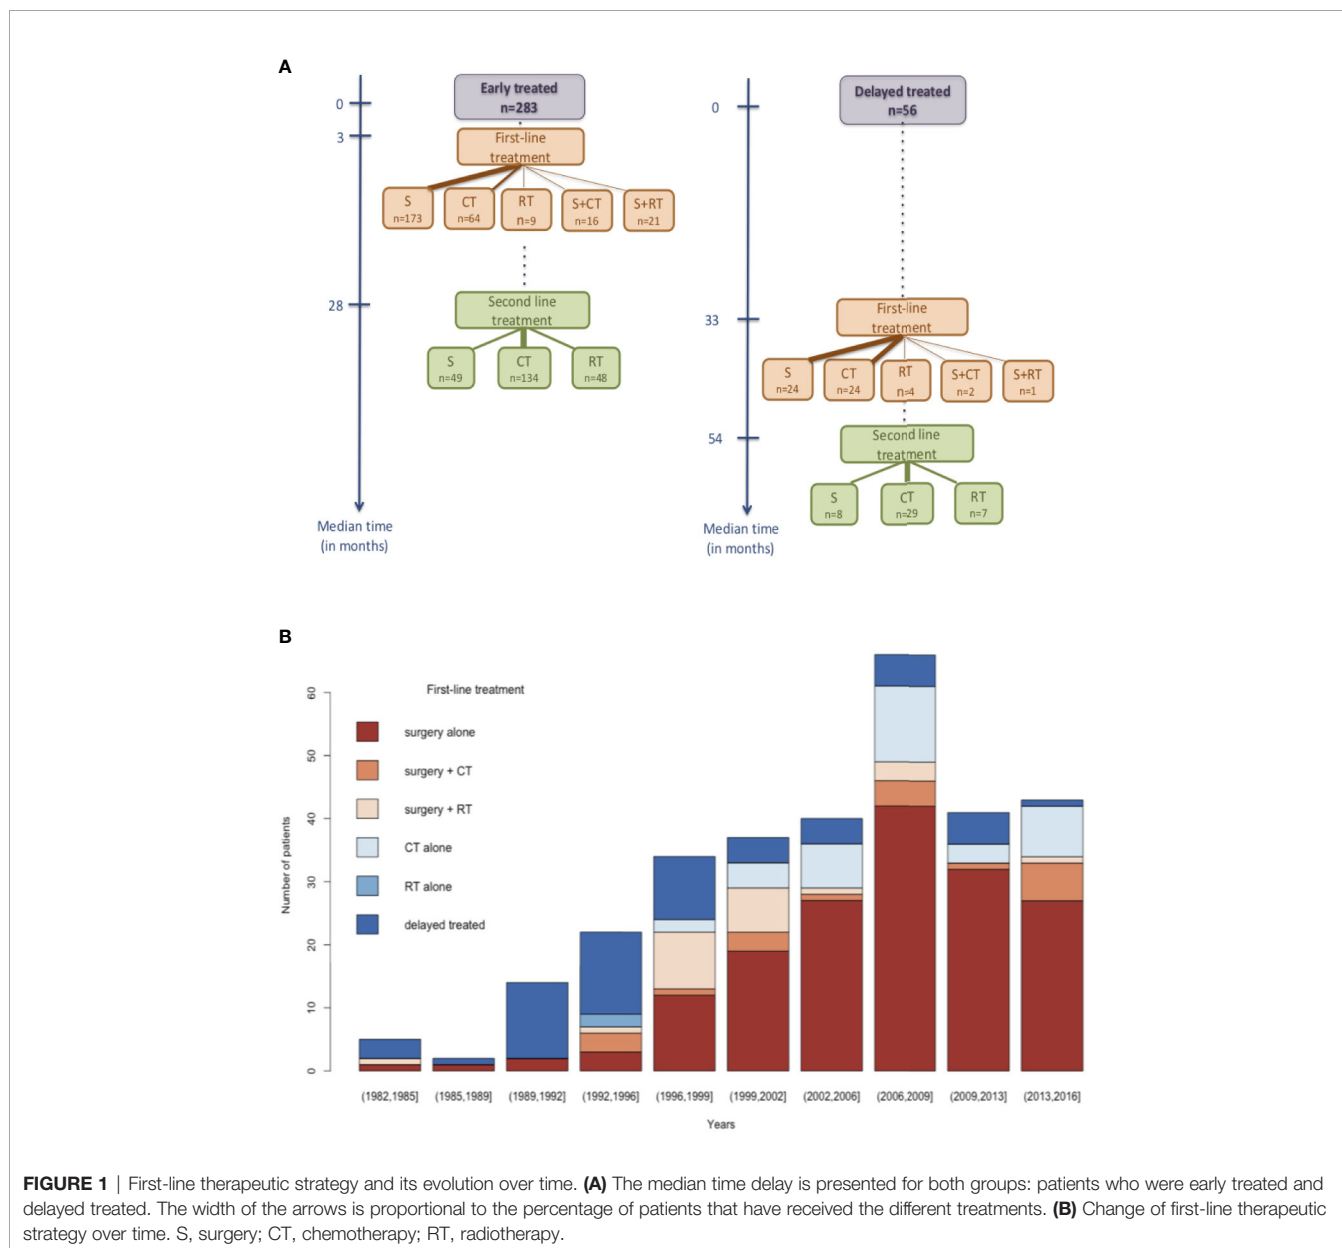 A
Early treated
n=283
0
3
First-line
treatment
S
n=173
CT
n=64
RT
n=9
S+CT
n=16
S+RT
n=21
28
Second line
treatment
S
n=49
CT
n=134
RT
n=48
Median time
(in months)
Delayed treated
n=56
0
First-line
treatment
33
S
n=24
CT
n=24
RT
n=4
S+CT
n=2
S+RT
n=1
54
Second line
treatment
S
n=8
CT
n=29
RT
n=7
Median time
(in months)
B
First-line treatment
surgery alone
surgery + CT
surgery + RT
CT alone
RT alone
delayed treated
Number of patients
60
50
40
30
20
10
0
(1982,1985]
(1985,1989]
(1989,1992]
(1992,1996]
(1996,1999]
(1999,2002]
(2002,2006]
(2006,2009]
(2009,2013]
(2013,2016]
Years
FIGURE 1 | First-line therapeutic strategy and its evolution over time. (A) The median time delay is presented for both groups: patients who were early treated and
delayed treated. The width of the arrows is proportional to the percentage of patients that have received the different treatments. (B) Change of first-line therapeutic
strategy over time. S, surgery; CT, chemotherapy; RT, radiotherapy.